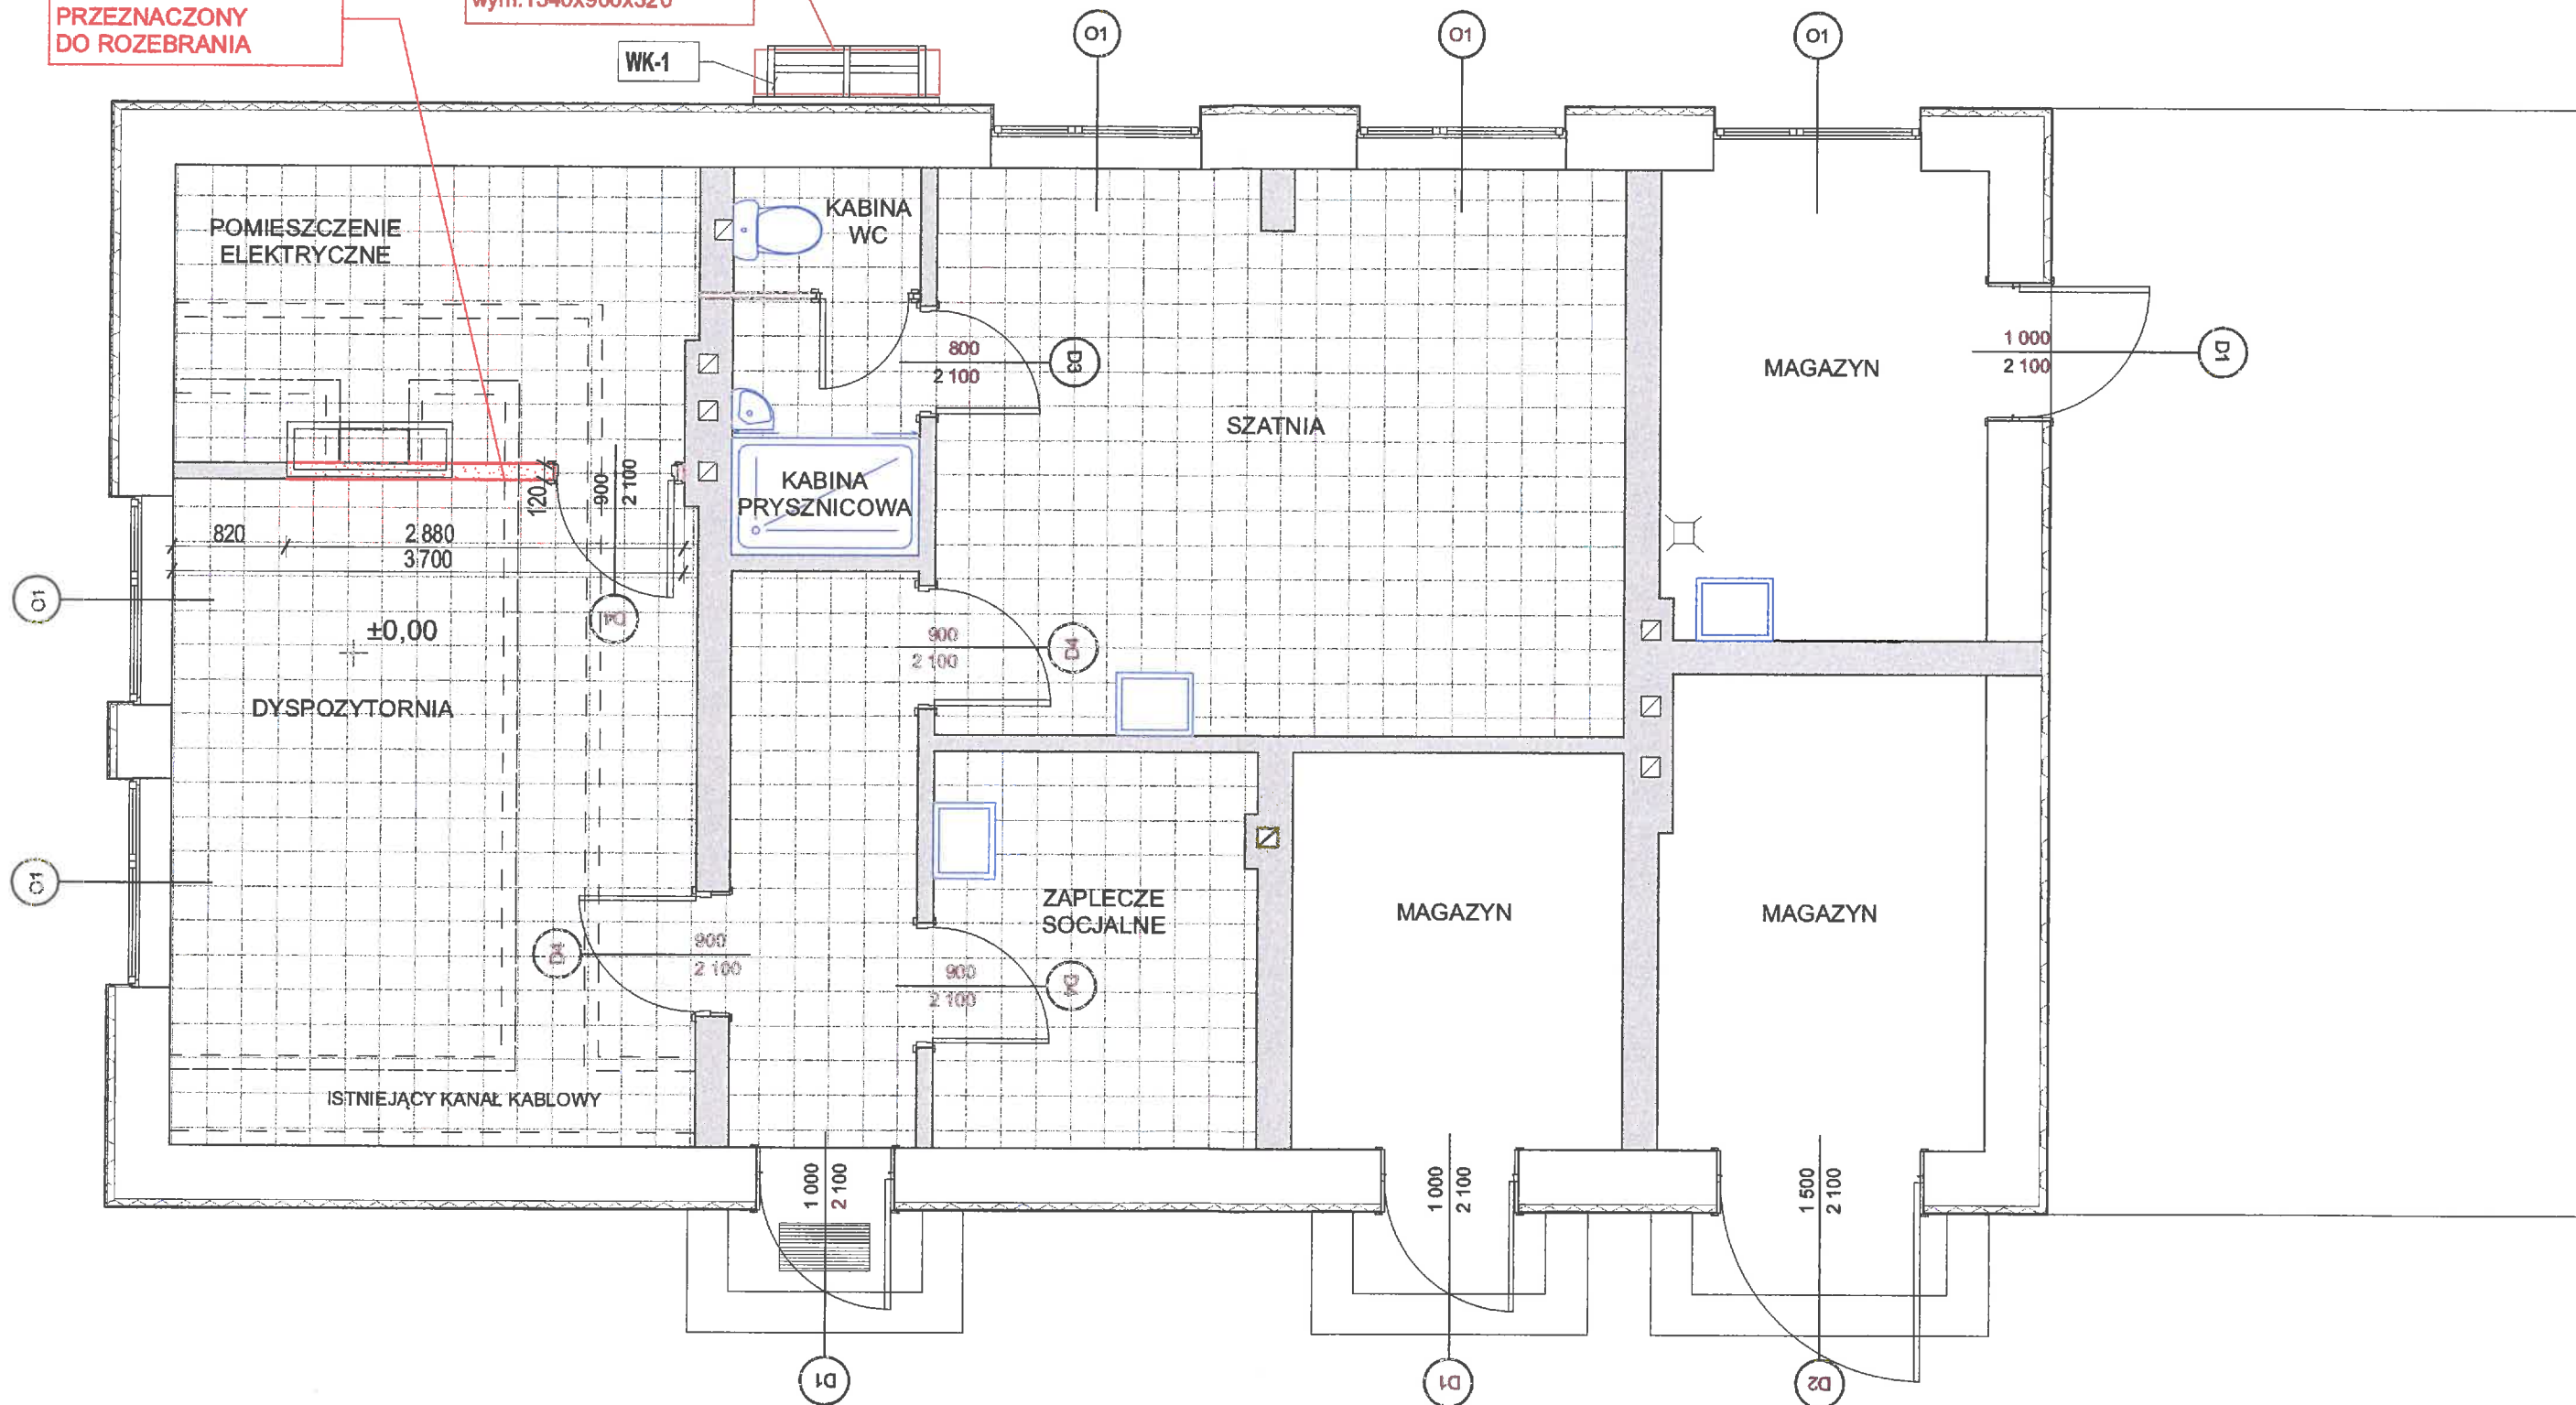 PRZEZNACZONY
DO ROZEBRANIA
WK-1
O1
O1
O1
POMIESZCZENIE
ELEKTRYCZNE
KABINA
WC
800
2 100
D3
1 000
2 100
D1
MAGAZYN
SZATNIA
KABINA
PRYSZNICOWA
120
900
2 100
820
2 880
3 700
O1
D4
±0,00
900
2 100
D4
DYSPOZYTORNIA
O1
ZAPLECZE
SOCJALNE
MAGAZYN
MAGAZYN
D4
900
2 100
900
2 100
D4
ISTNIEJĄCY KANAŁ KABLOWY
1 000
2 100
1 000
2 100
1 500
2 100
D1
D1
D2